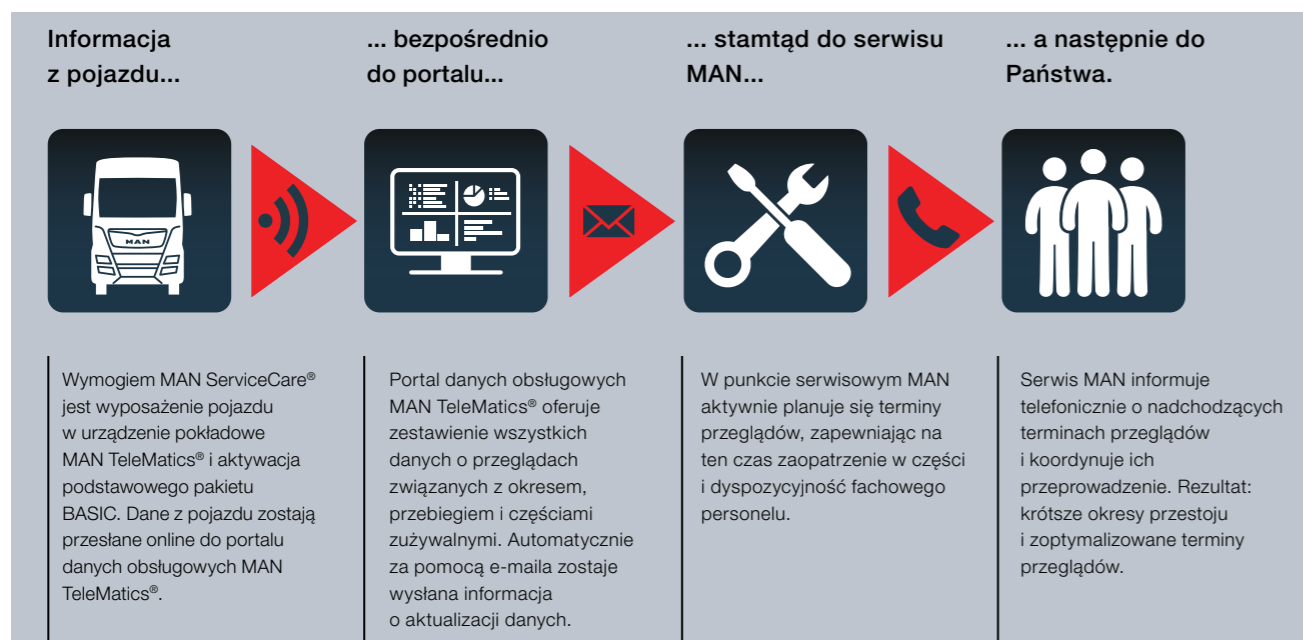 Informacja
z pojazdu...
... bezpośrednio
do portalu...
... stamtąd do serwisu
MAN...
... a następnie do
Państwa.
MAN
Wymogiem MAN ServiceCare®
jest wyposażenie pojazdu
w urządzenie pokładowe
MAN TeleMatics® i aktywacja
podstawowego pakietu
BASIC. Dane z pojazdu zostają
przesłane online do portalu
danych obsługowych MAN
TeleMatics®.
Portal danych obsługowych
MAN TeleMatics® oferuje
zestawienie wszystkich
danych o przeglądach
związanych z okresem,
przebiegiem i częściami
zużywalnymi. Automatycznie
za pomocą e-maila zostaje
wysłana informacja
o aktualizacji danych.
W punkcie serwisowym MAN
aktywnie planuje się terminy
przeglądów, zapewniając na
ten czas zaopatrzenie w części
i dyspozycyjność fachowego
personelu.
Serwis MAN informuje
telefonicznie o nadchodzących
terminach przeglądów
i koordynuje ich
przeprowadzenie. Rezultat:
krótsze okresy przestoju
i zoptymalizowane terminy
przeglądów.